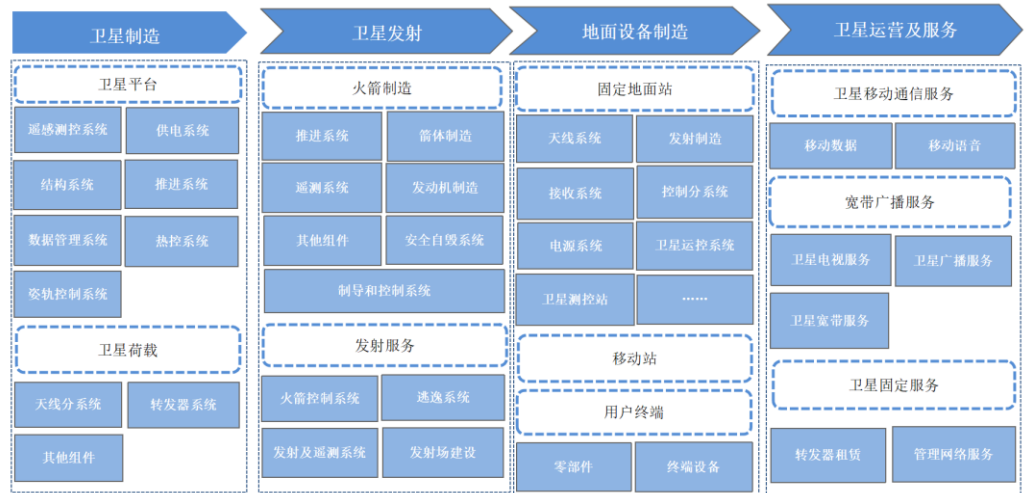 卫星制造
卫星平台
遥感测控系统
供电系统
结构系统
推进系统
数据管理系统
热控系统
姿轨控制系统
卫星荷载
天线分系统
转发器系统
其他组件
卫星发射
火箭制造
推进系统
箭体制造
遥测系统
发动机制造
其他组件
安全自毁系统
制导和控制系统
发射服务
火箭控制系统
逃逸系统
发射及遥测系统
发射场建设
地面设备制造
固定地面站
天线系统
发射制造
接收系统
控制分系统
电源系统
卫星运控系统
卫星测控站
……
移动站
用户终端
零部件
终端设备
卫星运营及服务
卫星移动通信服务
移动数据
移动语音
宽带广播服务
卫星电视服务
卫星广播服务
卫星宽带服务
卫星固定服务
转发器租赁
管理网络服务